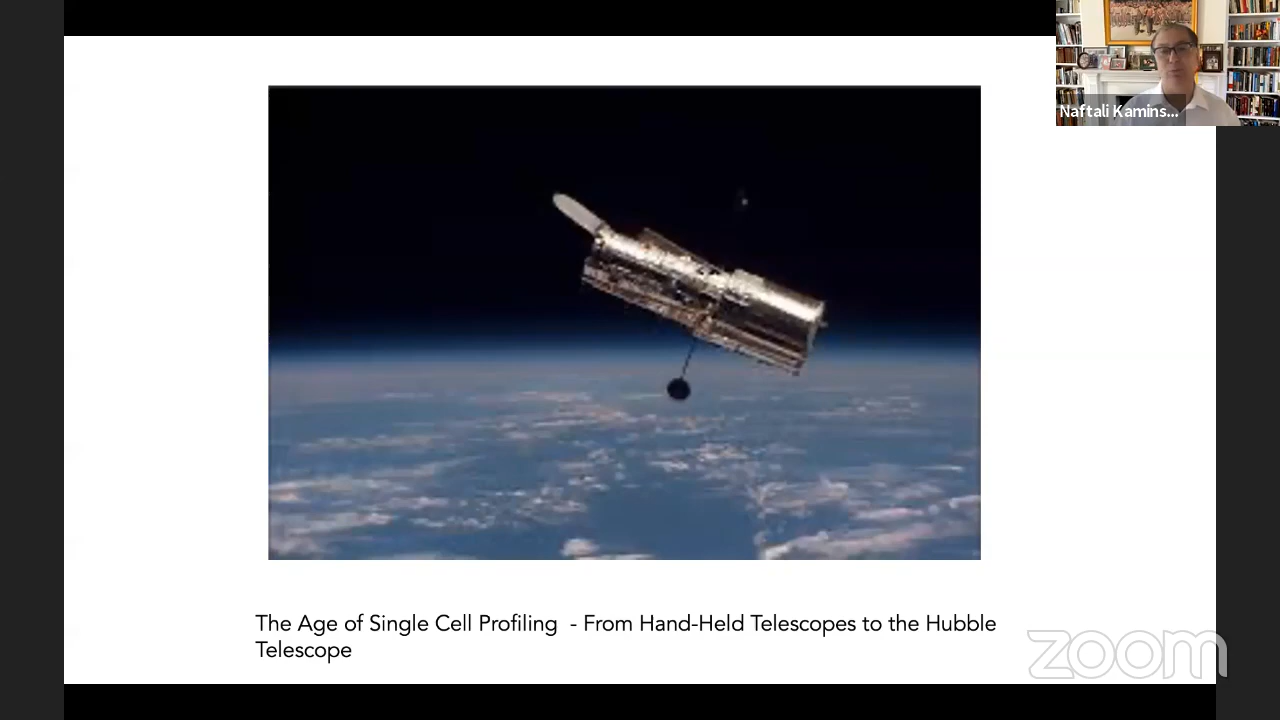 Naftali Kamins...
The Age of Single Cell Profiling - From Hand-Held Telescopes to the Hubble
Telescope
zoom